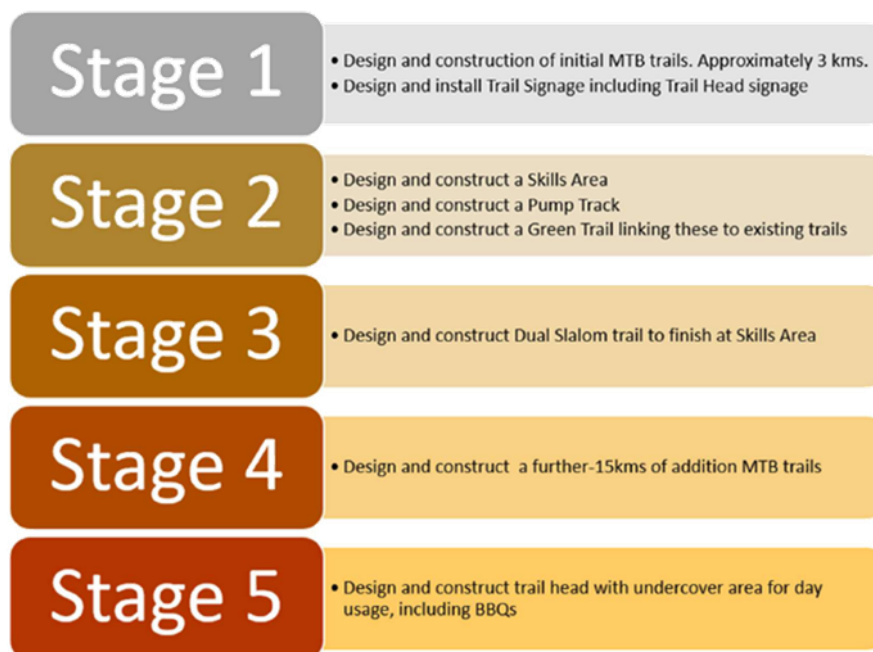 Stage 1
• Design and construction of initial MTB trails. Approximately 3 kms.
• Design and install Trail Signage including Trail Head signage
Stage 2
• Design and construct a Skills Area
• Design and construct a Pump Track
• Design and construct a Green Trail linking these to existing trails
Stage 3
• Design and construct Dual Slalom trail to finish at Skills Area
Stage 4
• Design and construct  a further-15kms of addition MTB trails
Stage 5
• Design and construct trail head with undercover area for day
usage, including BBQs